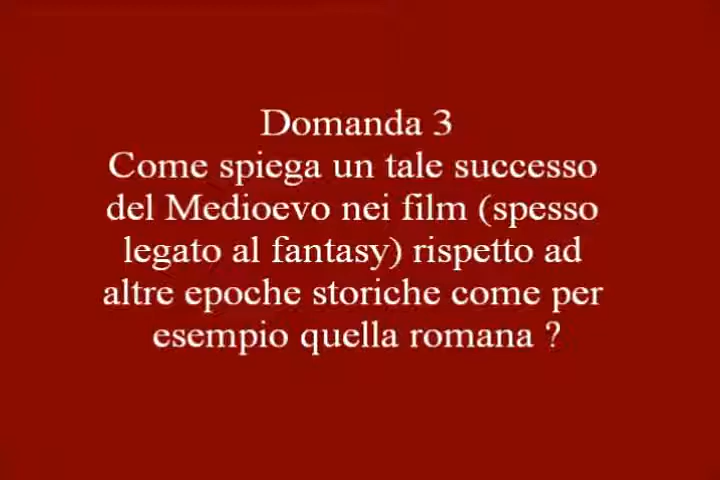 Domanda 3
Come spiega un tale successo
del Medioevo nei film (spesso
legato al fantasy) rispetto ad
altre epoche storiche come per
esempio quella romana ?